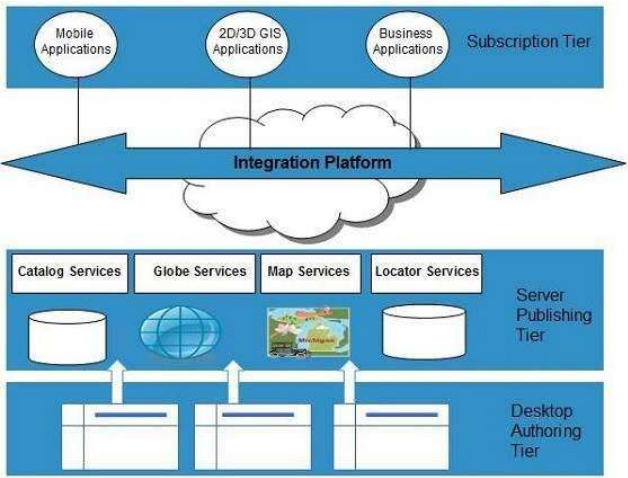 Mobile
Applications
2D/3D GIS
Applications
Business
Applications
Subscription Tier
Integration Platform
Catalog Services
Globe Services
Map Services
Locator Services
Michigan
Server
Publishing
Tier
Desktop
Authoring
Tier